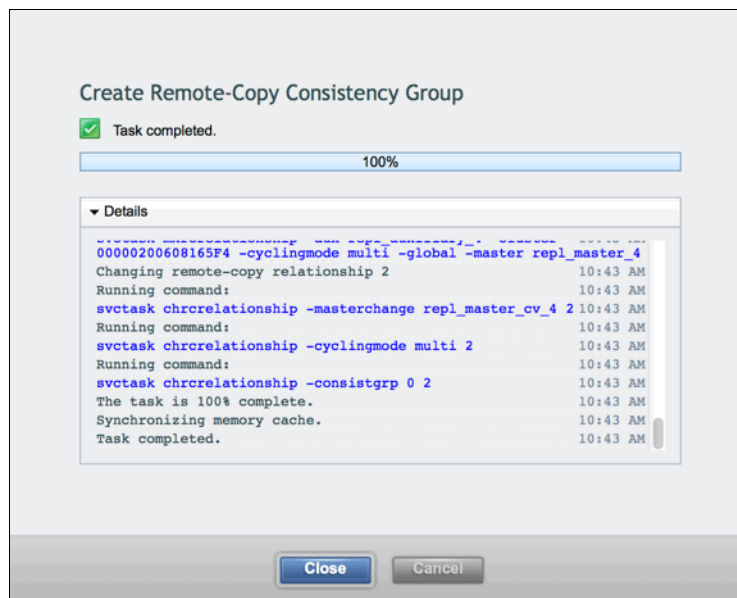 Create Remote-Copy Consistency Group
Task completed.
100%
Details
00000200608165F4 -cyclingmode multi -global -master repl_master_4
Changing remote-copy relationship 2 10:43 AM
Running command: 10:43 AM
svctask chrcrelationship -masterchange repl_master_cv_4 2 10:43 AM
Running command: 10:43 AM
svctask chrcrelationship -cyclingmode multi 2 10:43 AM
Running command: 10:43 AM
svctask chrcrelationship -consistgrp 0 2 10:43 AM
The task is 100% complete. 10:43 AM
Synchronizing memory cache. 10:43 AM
Task completed. 10:43 AM
Close Cancel